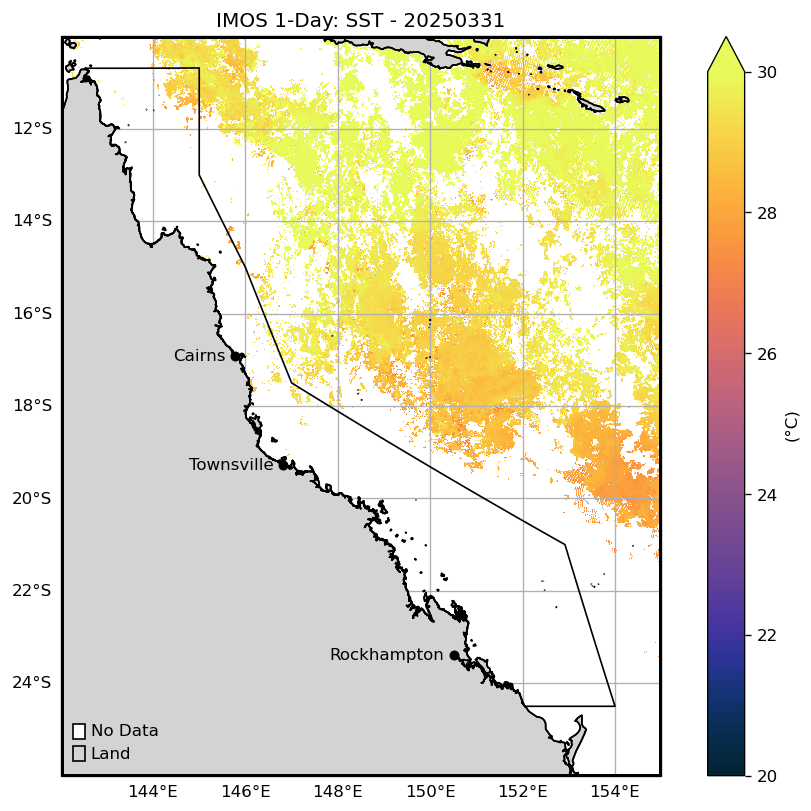 IMOS 1-Day: SST - 20250331
12°S
14°S
16°S
18°S
20°S
22°S
24°S
Cairns
Townsville
Rockhampton
No Data
Land
144°E 146°E 148°E 150°E 152°E 154°E
30
28
26
24
22
20
(°C)